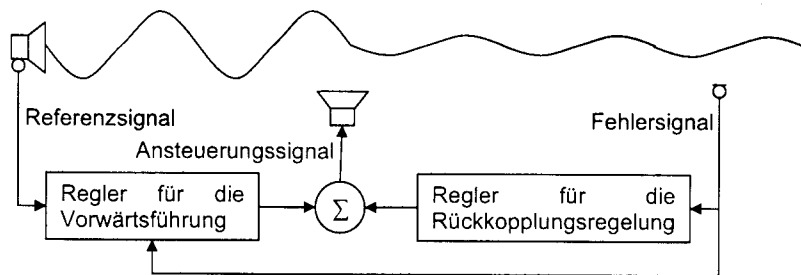 Referenzsignal
Fehlersignal
Ansteuerungssignal
Regler für die
Vorwärtsführung
Σ
Regler für die
Rückkopplungsregelung